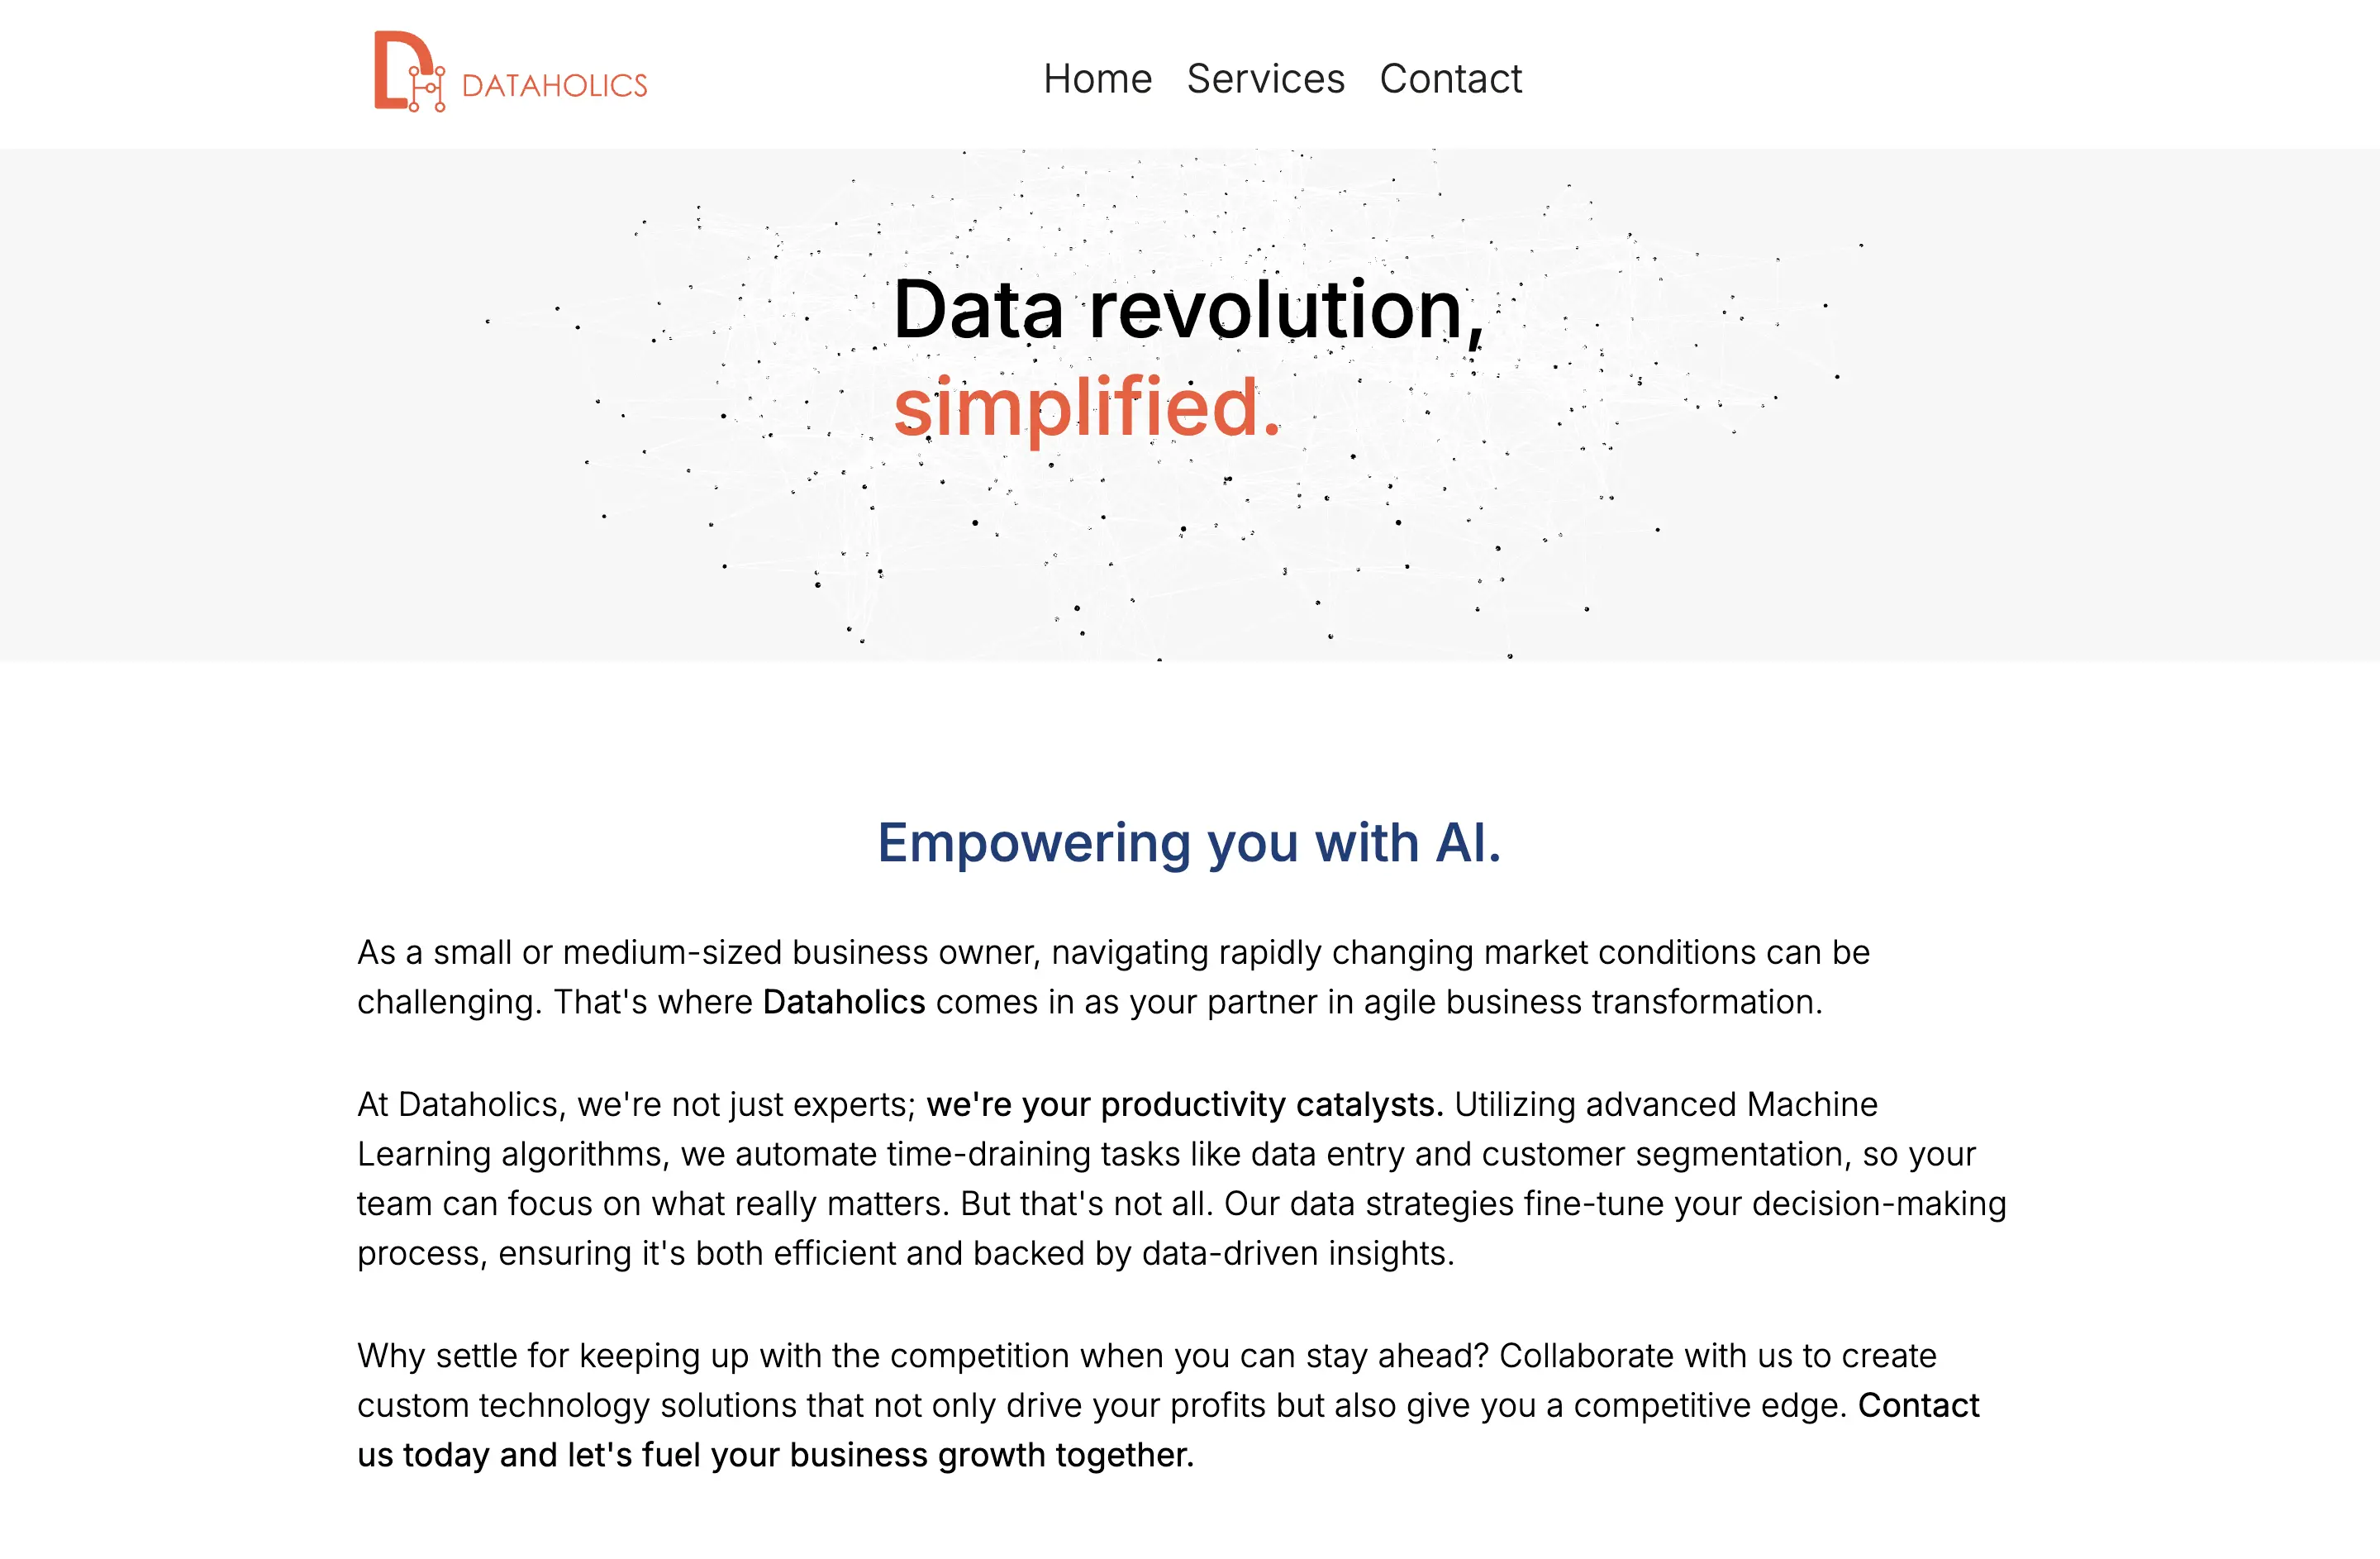 DATAHOLICS
Home Services Contact
Data revolution,
simplified.
Empowering you with AI.
As a small or medium-sized business owner, navigating rapidly changing market conditions can be
challenging. That's where Dataholics comes in as your partner in agile business transformation.
At Dataholics, we're not just experts; we're your productivity catalysts. Utilizing advanced Machine
Learning algorithms, we automate time-draining tasks like data entry and customer segmentation, so your
team can focus on what really matters. But that's not all. Our data strategies fine-tune your decision-making
process, ensuring it's both efficient and backed by data-driven insights.
Why settle for keeping up with the competition when you can stay ahead? Collaborate with us to create
custom technology solutions that not only drive your profits but also give you a competitive edge. Contact
us today and let's fuel your business growth together.